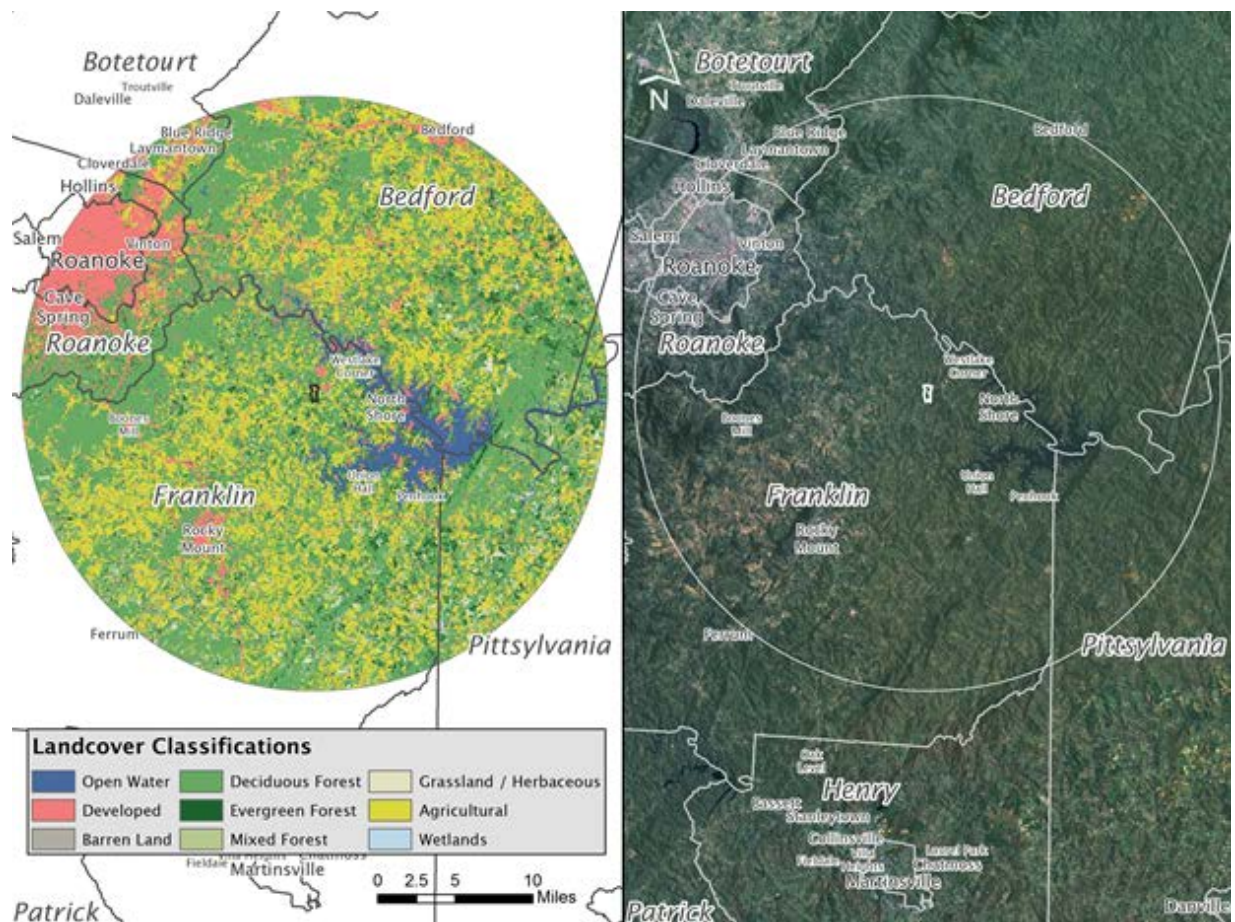 Botetourt
Troutville
Daleville
Blue Ridge
Laymantown
Cloverdale
Hollins
Salem
Vinton
Roanoke
Cave
Spring
Roanoke
Bedford
Bedford
Westlake
Corner
North
Shore
Boones
Mill
Union
Hall
Penhook
Franklin
Rocky
Mount
Ferrum
Pittsylvania
Landcover Classifications
Open Water
Deciduous Forest
Grassland / Herbaceous
Developed
Evergreen Forest
Agricultural
Barren Land
Mixed Forest
Wetlands
Fieldale
Chatmoss
Martinsville
Patrick
0 2.5 5 10
Miles
N
Botetourt
Troutville
Daleville
Blue Ridge
Laymantown
Cloverdale
Hollins
Salem
Vinton
Roanoke
Cave
Spring
Roanoke
Bedford
Bedford
Westlake
Corner
North
Shore
Boones
Mill
Union
Hall
Penhook
Franklin
Rocky
Mount
Ferrum
Pittsylvania
Oak
Level
Henry
Bassett
Stanleytown
Collinsville
Villa
Heights
Fieldale
Laurel Park
Chatmoss
Martinsville
Patrick
Danville